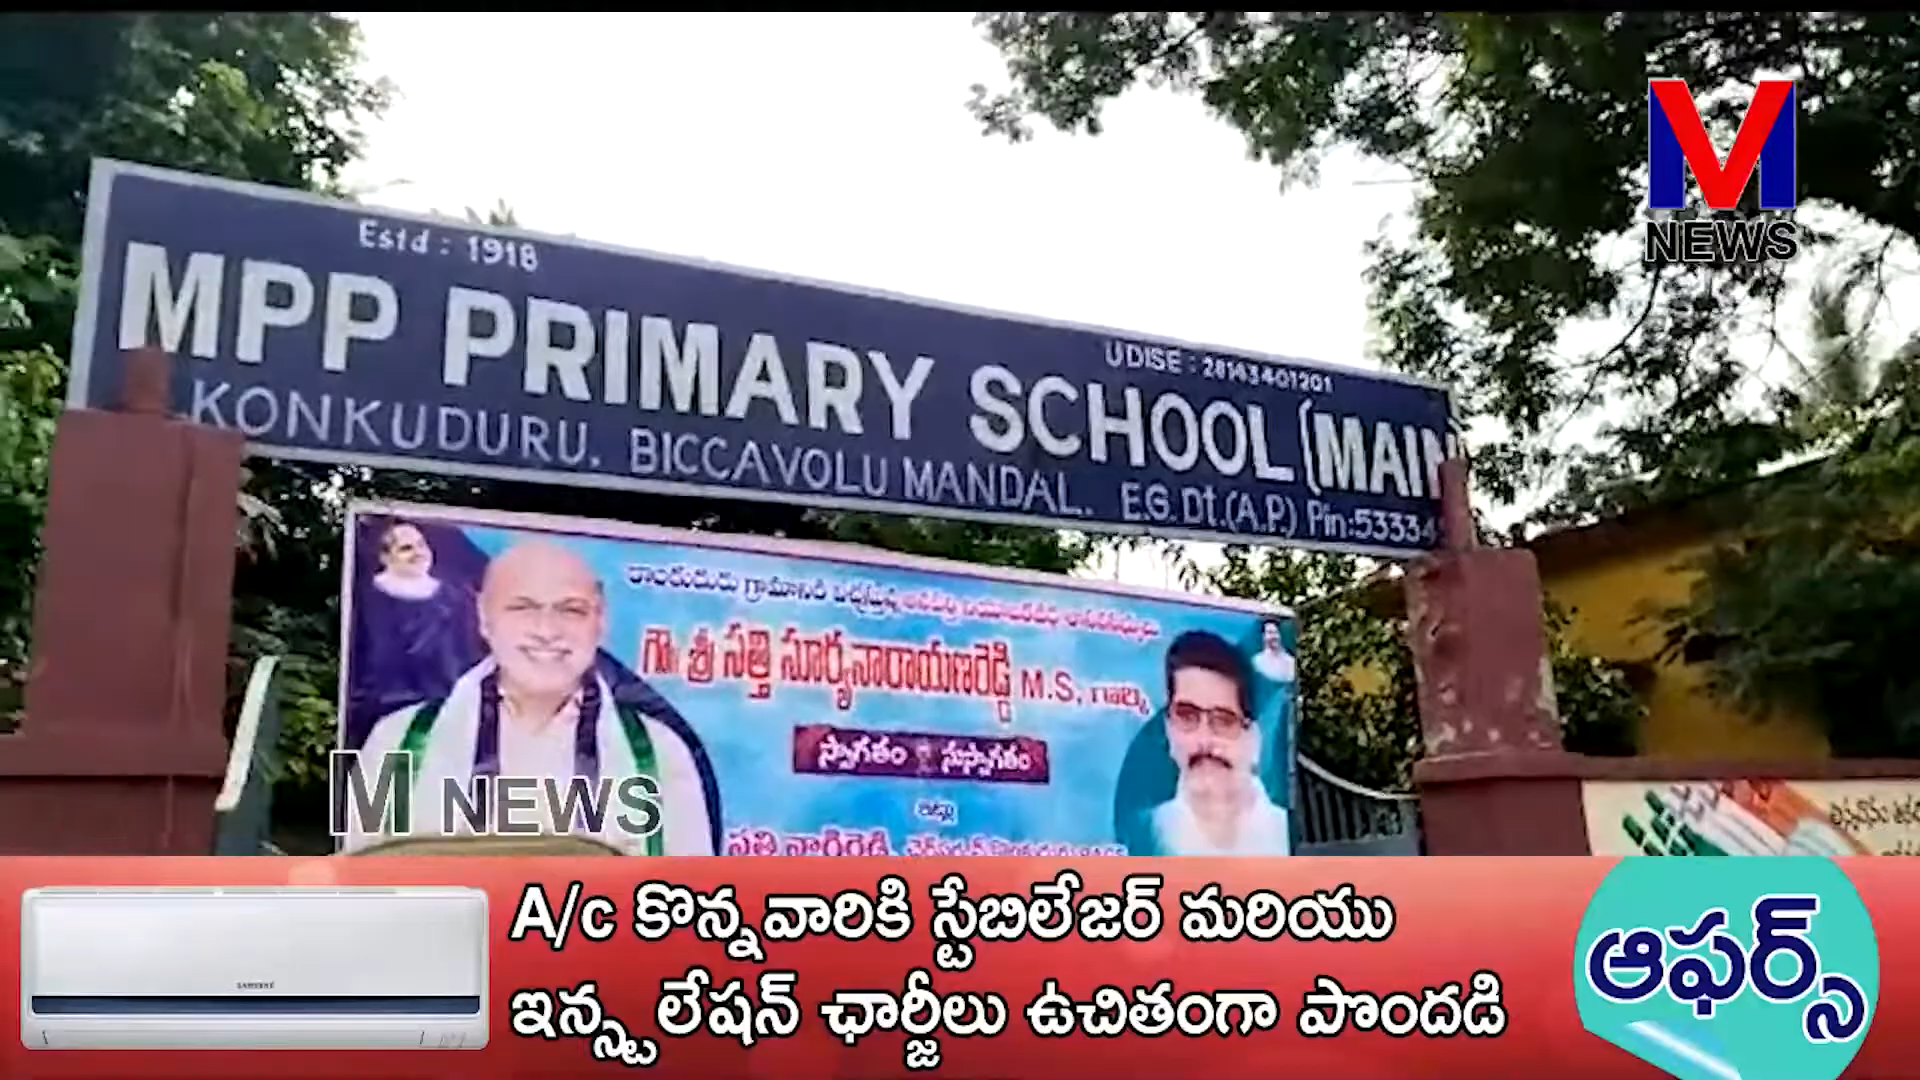 M
NEWS
Estd : 1918
UDISE : 28143401201
MPP PRIMARY SCHOOL (MAIN
KONKUDURU. BICCAVOLU MANDAL. E.G. Dt.(A.P.) Pin:53334
గౌ. శ్రీ సత్తి సూర్యనారాయణరెడ్డి M.S, గార్కి
స్వాగతం సుస్వాగతం
M NEWS
A/c కొన్నవారికి స్టేబిలేజర్ మరియు
ఇన్స్టలేషన్ ఛార్జీలు ఉచితంగా పొందడి
ఆఫర్స్
SAMSUNG